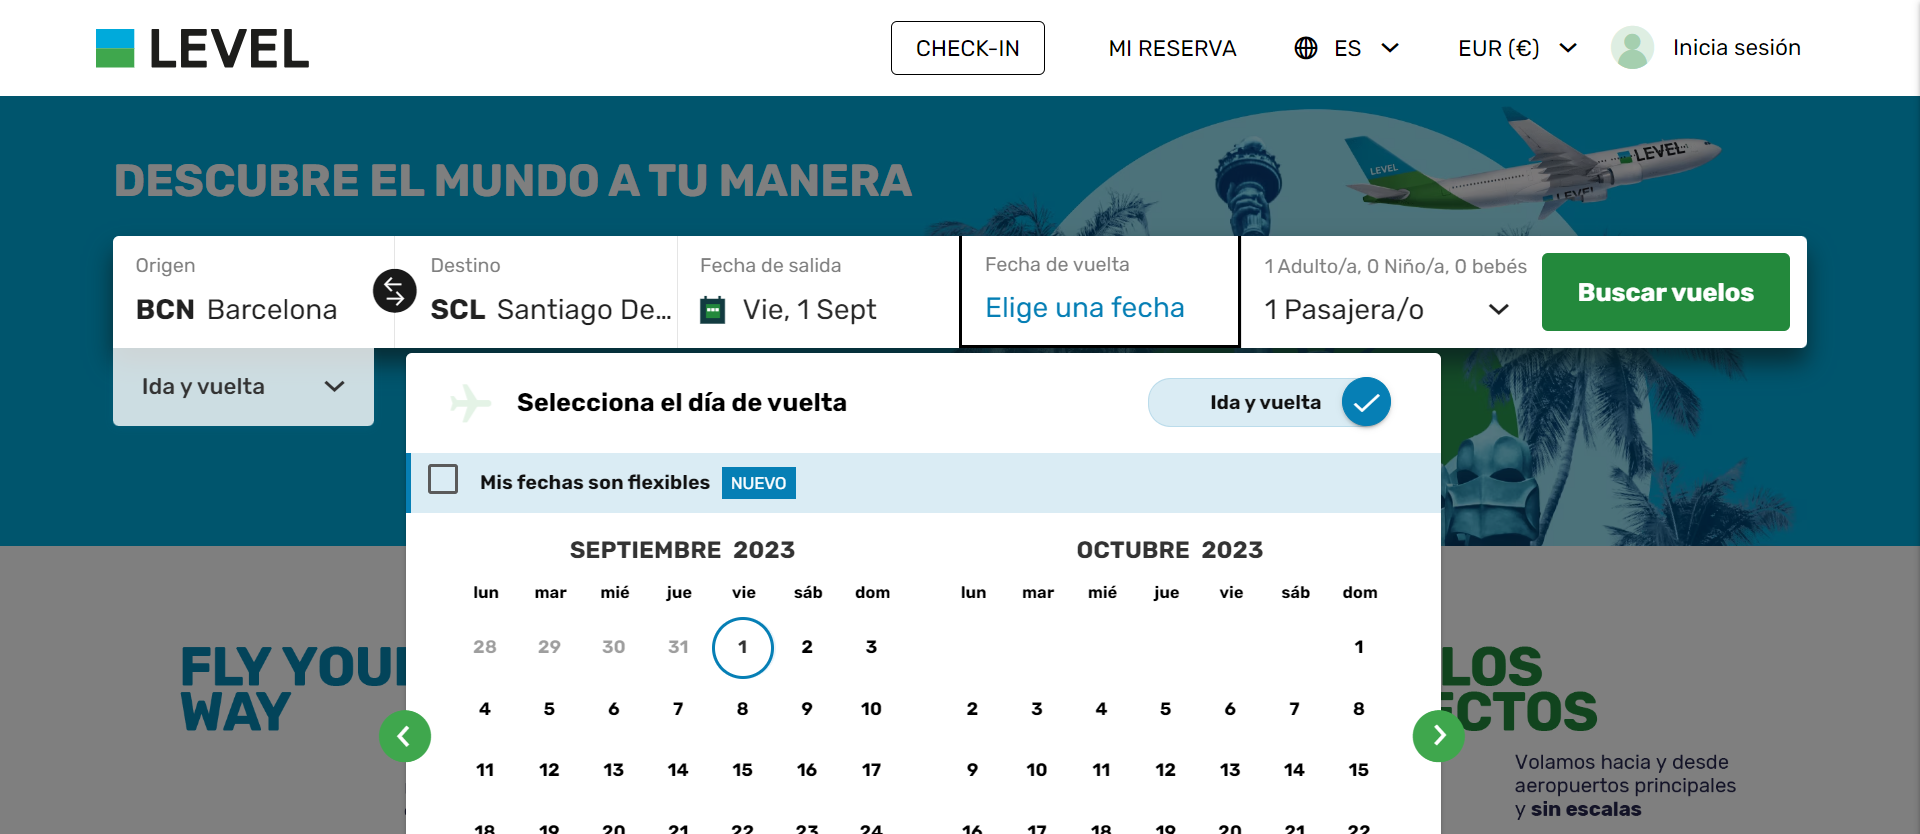 LEVEL
CHECK-IN
MI RESERVA
ES
EUR (€)
Inicia sesión
DESCUBRE EL MUNDO A TU MANERA
LEVEL
LEVEL
LEVEL
Origen
BCN Barcelona
Destino
SCL Santiago De...
Fecha de salida
Vie, 1 Sept
Fecha de vuelta
Elige una fecha
1 Adulto/a, 0 Niño/a, 0 bebés
1 Pasajera/o
Buscar vuelos
Ida y vuelta
Selecciona el día de vuelta
Ida y vuelta
Mis fechas son flexibles NUEVO
SEPTIEMBRE 2023
lun mar mié jue vie sáb dom
28 29 30 31 1 2 3
4 5 6 7 8 9 10
11 12 13 14 15 16 17
18 19 20 21 22 23 24
OCTUBRE 2023
lun mar mié jue vie sáb dom
1
2 3 4 5 6 7 8
9 10 11 12 13 14 15
16 17 18 19 20 21 22
FLY YOUR
WAY
LOS
ECTOS
Volamos hacia y desde
aeropuertos principales
y sin escalas